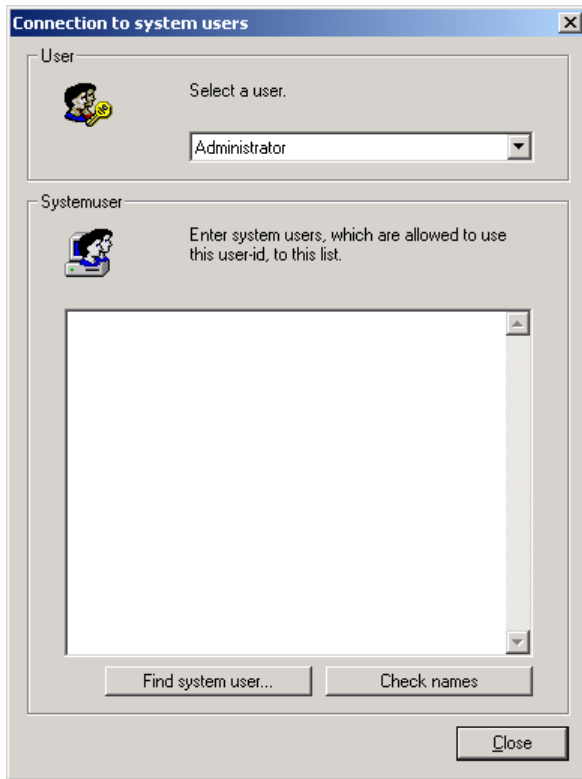 Connection to system users
User
Select a user.
Administrator
Systemuser
Enter system users, which are allowed to use
this user-id, to this list.
Find system user...
Check names
Close